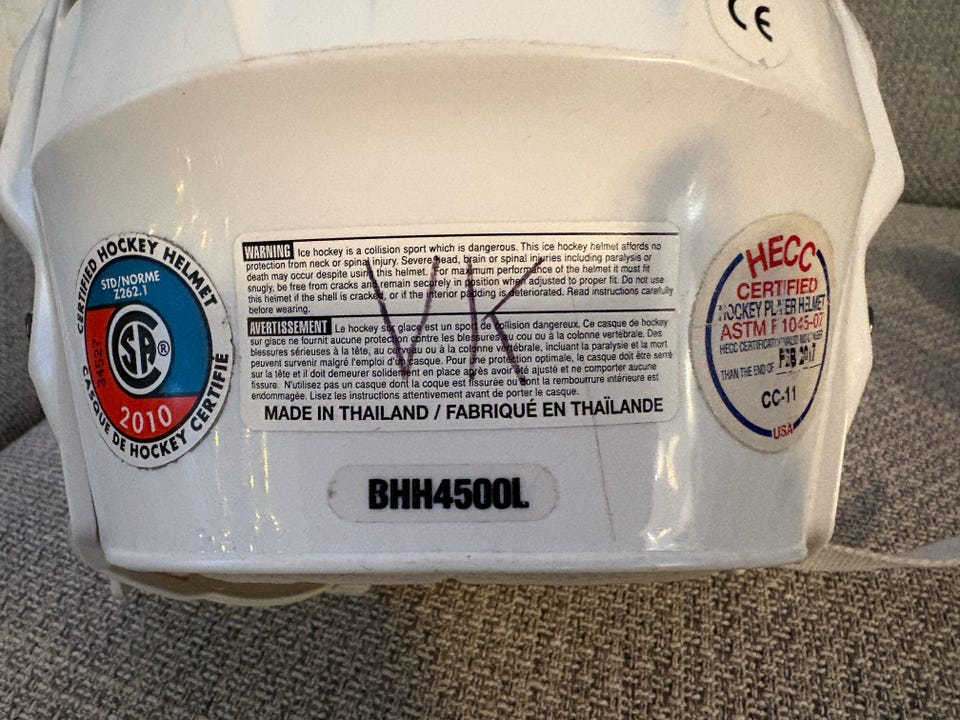 CE
CERTIFIED HOCKEY HELMET
STD/NORME
Z262.1
34527
SA®
2010
CASQUE DE HOCKEY CERTIFIÉ
WARNING Ice hockey is a collision sport which is dangerous. This ice hockey helmet affords no
protection from neck or spinal injury. Severe head, brain or spinal injuries including paralysis or
death may occur despite using this helmet. For maximum performance of the helmet it must fit
snugly, be free from cracks and remain securely in position when adjusted to proper fit. Do not use
this helmet if the shell is cracked, or if the interior padding is deteriorated. Read instructions carefully
before wearing.
AVERTISSEMENT Le hockey sur glace est un sport de collision dangereux. Ce casque de hockey
sur glace ne fournit aucune protection contre les blessures au cou ou à la colonne vertébrale. Des
blessures sérieuses à la tête, au cerveau ou à la colonne vertébrale, incluant la paralysie et la mort
peuvent survenir malgré l'emploi d'un casque. Pour une protection optimale, le casque doit être serré
sur la tête et il doit demeurer solidement en place après avoir été ajusté et ne comporter aucune
fissure. N'utilisez pas un casque dont la coque est fissurée ou dont la rembourrure intérieure est
endommagée. Lisez les instructions attentivement avant de porter le casque.
MADE IN THAILAND / FABRIQUÉ EN THAÏLANDE
VK
BHH4500L
HECC
CERTIFIED
HOCKEY PLAYER HELMET
ASTM F 1045-07
HECC CERTIFICATION VALID NO LONGER
THAN THE END OF FEB 2017
CC-11
USA